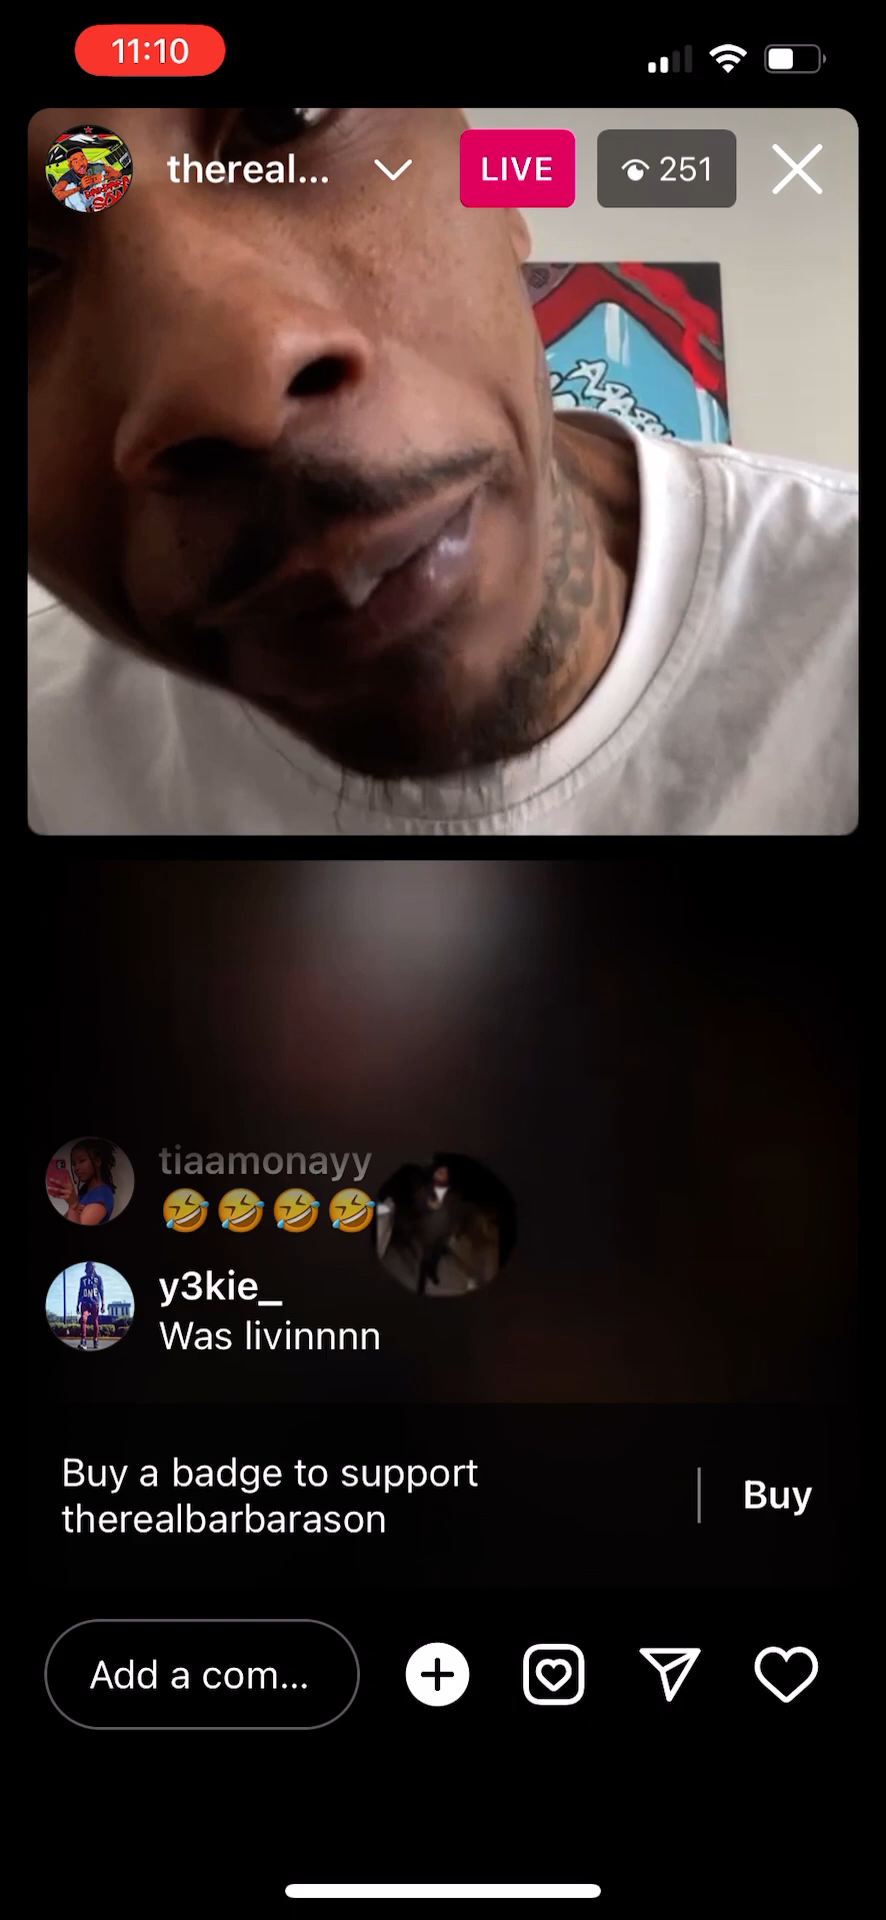 11:10
thereal...
LIVE
251
tiaamonayy
🤣🤣🤣🤣
y3kie_
Was livinnnn
Buy a badge to support
therealbarbarason
Buy
Add a com...